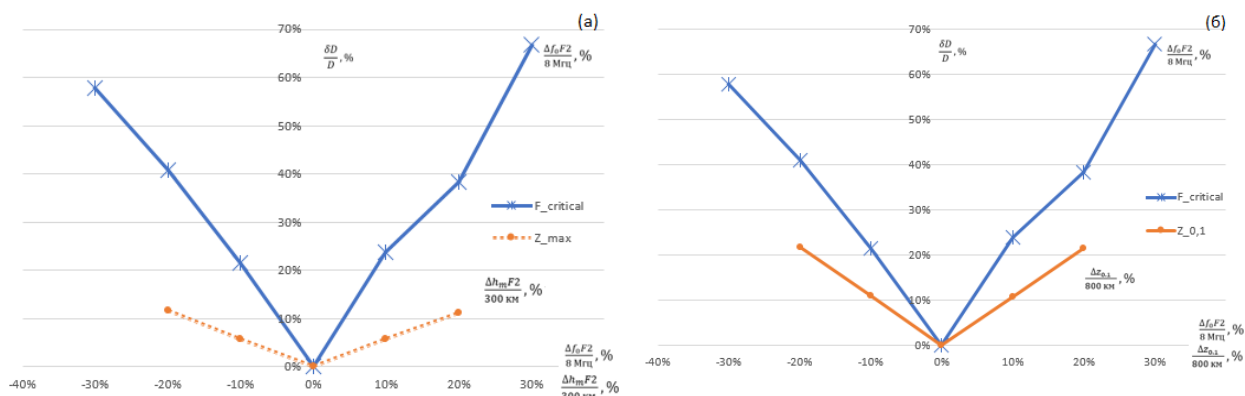 (а)
70%
δD/D, %
Δf₀F2/8 Мгц, %
60%
50%
40%
F_critical
30%
Z_max
20%
Δh_mF2/300 км, %
10%
Δf₀F2/8 Мгц, %
0%
-40% -30% -20% -10% 0% 10% 20% 30%
Δh_mF2/300 км, %
(б)
70%
δD/D, %
Δf₀F2/8 Мгц, %
60%
50%
40%
F_critical
30%
Z_0,1
20%
Δz₀.₁/800 км, %
10%
Δf₀F2/8 Мгц, %
0%
-40% -30% -20% -10% 0% 10% 20% 30%
Δz₀.₁/800 км, %